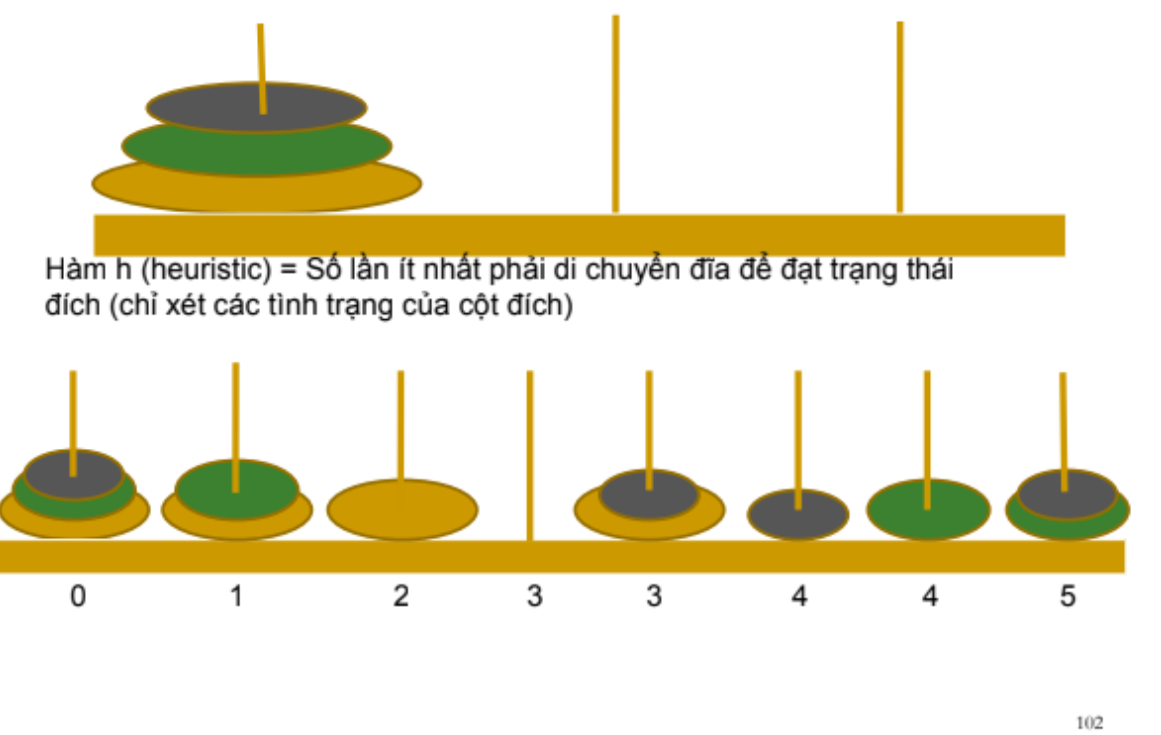 Hàm h (heuristic) = Số lần ít nhất phải di chuyển đĩa để đạt trạng thái
đích (chỉ xét các tình trạng của cột đích)
0 1 2 3 3 4 4 5
102